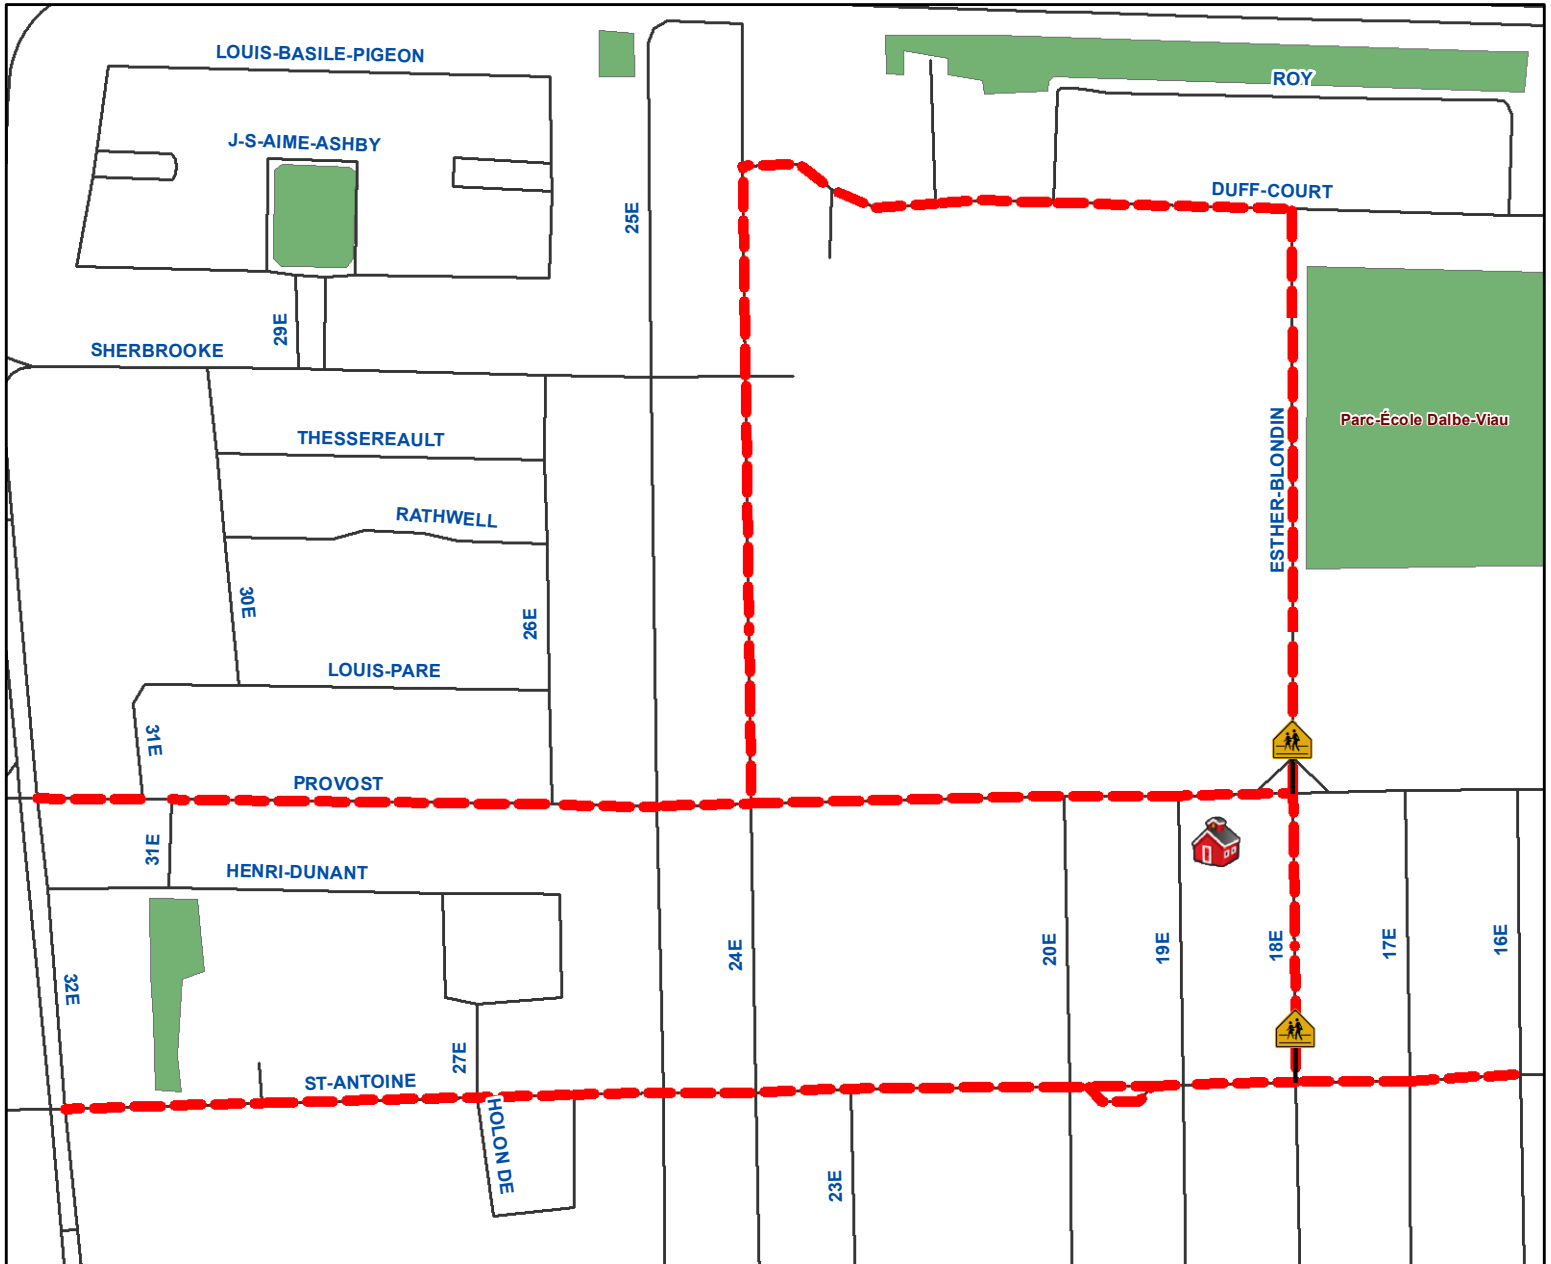 LOUIS-BASILE-PIGEON
ROY
J-S-AIME-ASHBY
DUFF-COURT
25E
29E
SHERBROOKE
Parc-École Dalbe-Viau
THESSEREAULT
ESTHER-BLONDIN
RATHWELL
30E
26E
LOUIS-PARE
31E
PROVOST
31E
HENRI-DUNANT
24E
20E
19E
18E
17E
16E
32E
27E
ST-ANTOINE
HOLON DE
23E